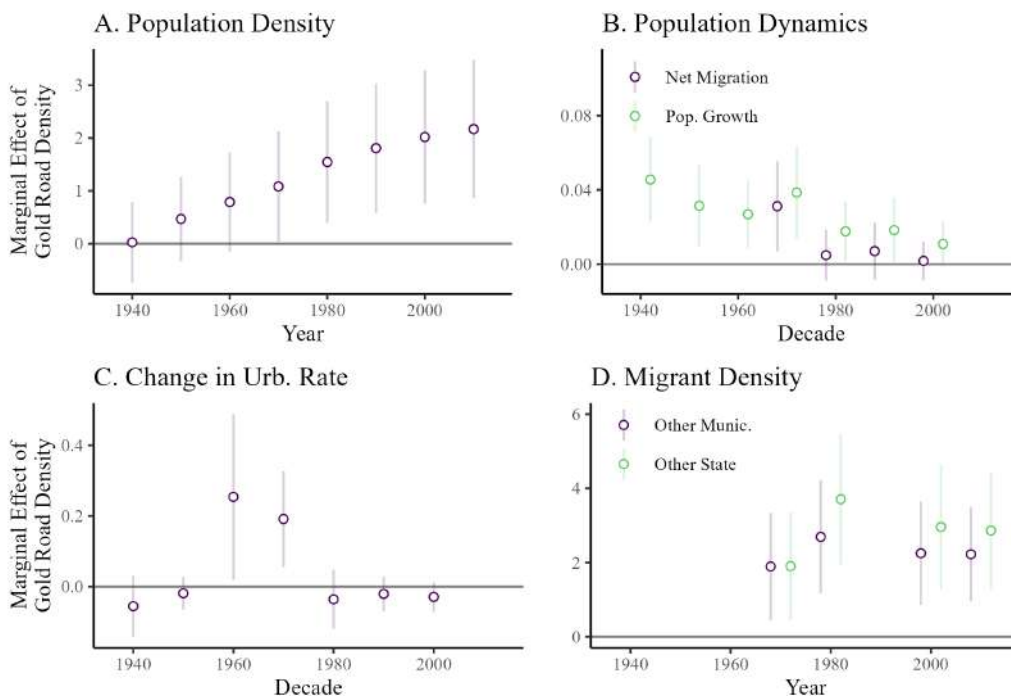 A. Population Density
Marginal Effect of
Gold Road Density
3
2
1
0
1940
1960
1980
2000
Year
B. Population Dynamics
Net Migration
Pop. Growth
0.08
0.04
0.00
1940
1960
1980
2000
Decade
C. Change in Urb. Rate
Marginal Effect of
Gold Road Density
0.4
0.2
0.0
1940
1960
1980
2000
Decade
D. Migrant Density
Other Munic.
Other State
6
4
2
0
1940
1960
1980
2000
Year